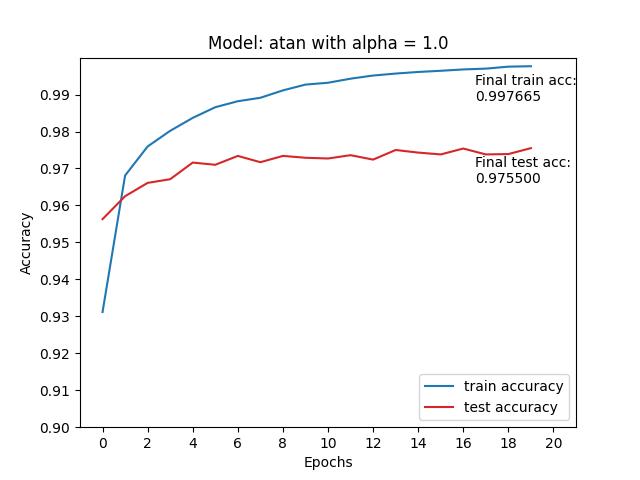 Model: atan with alpha = 1.0
Final train acc:
0.997665
Final test acc:
0.975500
0.99
0.98
0.97
0.96
0.95
0.94
0.93
0.92
0.91
0.90
Accuracy
train accuracy
test accuracy
0 2 4 6 8 10 12 14 16 18 20
Epochs